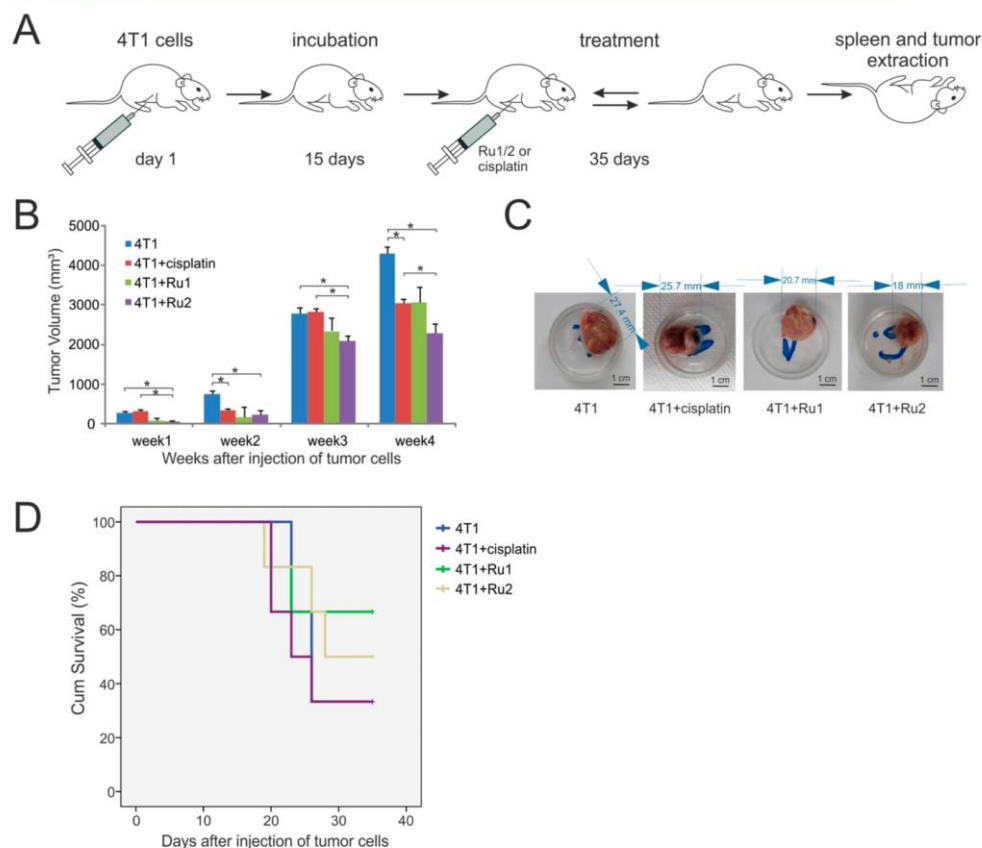 A
4T1 cells
incubation
treatment
spleen and tumor
extraction
day 1
15 days
Ru1/2 or
cisplatin
35 days
B
Tumor Volume (mm³)
5000
4000
3000
2000
1000
0
4T1
4T1+cisplatin
4T1+Ru1
4T1+Ru2
* * * * * * * * * *
week1 week2 week3 week4
Weeks after injection of tumor cells
C
27.4 mm
25.7 mm
20.7 mm
18 mm
1 cm 1 cm 1 cm 1 cm
4T1 4T1+cisplatin 4T1+Ru1 4T1+Ru2
D
Cum Survival (%)
100
80
60
40
20
0
0 10 20 30 40
Days after injection of tumor cells
4T1
4T1+cisplatin
4T1+Ru1
4T1+Ru2